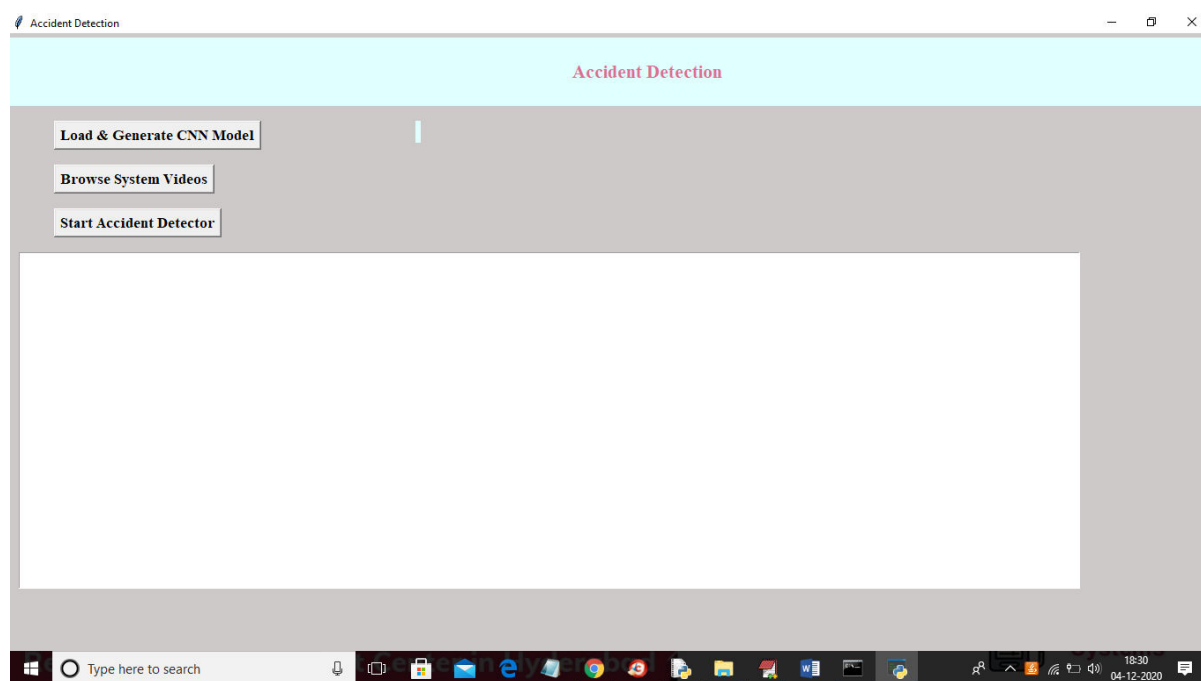 Accident Detection
Accident Detection
Load & Generate CNN Model
Browse System Videos
Start Accident Detector
Type here to search
18:30
04-12-2020